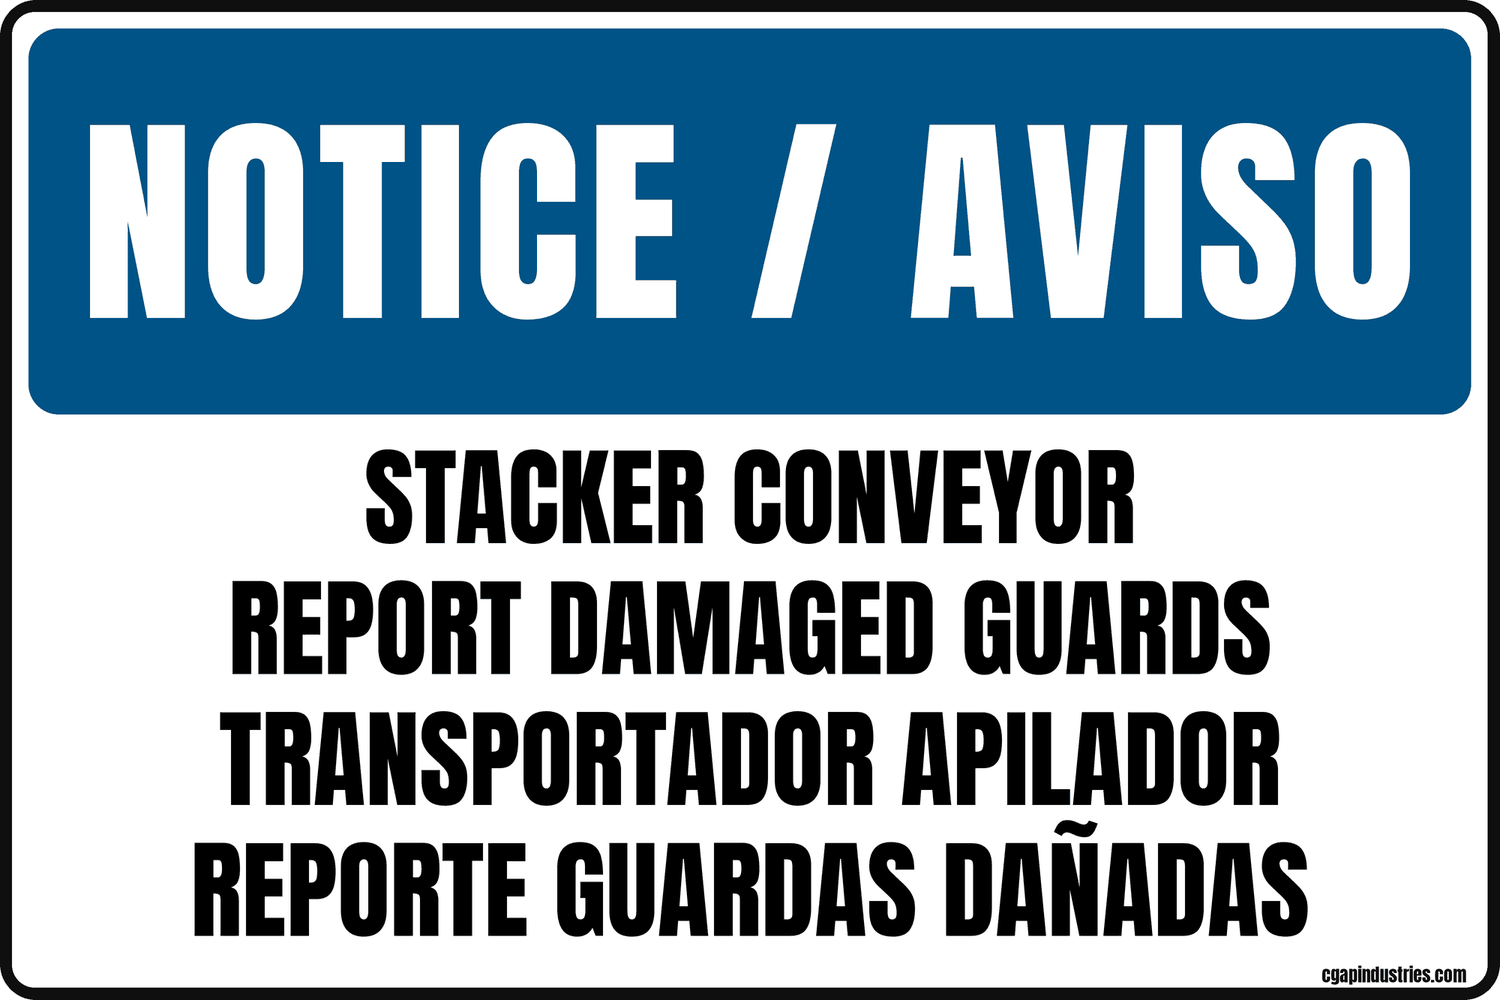 NOTICE / AVISO
STACKER CONVEYOR
REPORT DAMAGED GUARDS
TRANSPORTADOR APILADOR
REPORTE GUARDAS DAÑADAS
cgapindustries.com